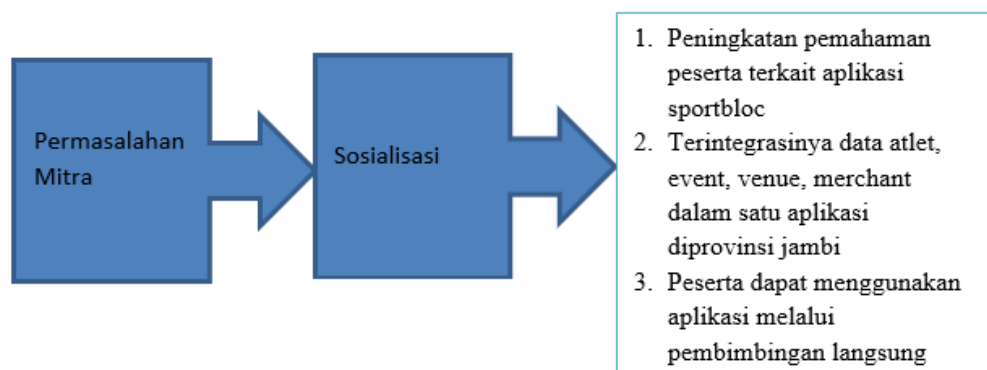 Permasalahan
Mitra
Sosialisasi
1. Peningkatan pemahaman
peserta terkait aplikasi
sportbloc
2. Terintegrasinya data atlet,
event, venue, merchant
dalam satu aplikasi
diprovinsi jambi
3. Peserta dapat menggunakan
aplikasi melalui
pembimbingan langsung